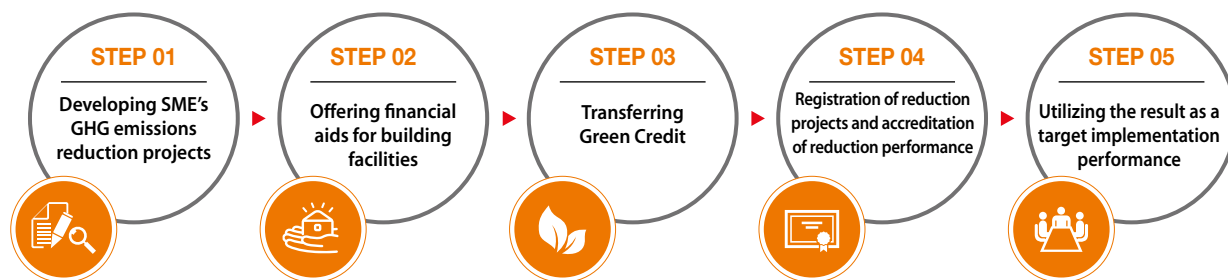 STEP 01
Developing SME's
GHG emissions
reduction projects
STEP 02
Offering financial
aids for building
facilities
STEP 03
Transferring
Green Credit
STEP 04
Registration of reduction
projects and accreditation
of reduction performance
STEP 05
Utilizing the result as a
target implementation
performance